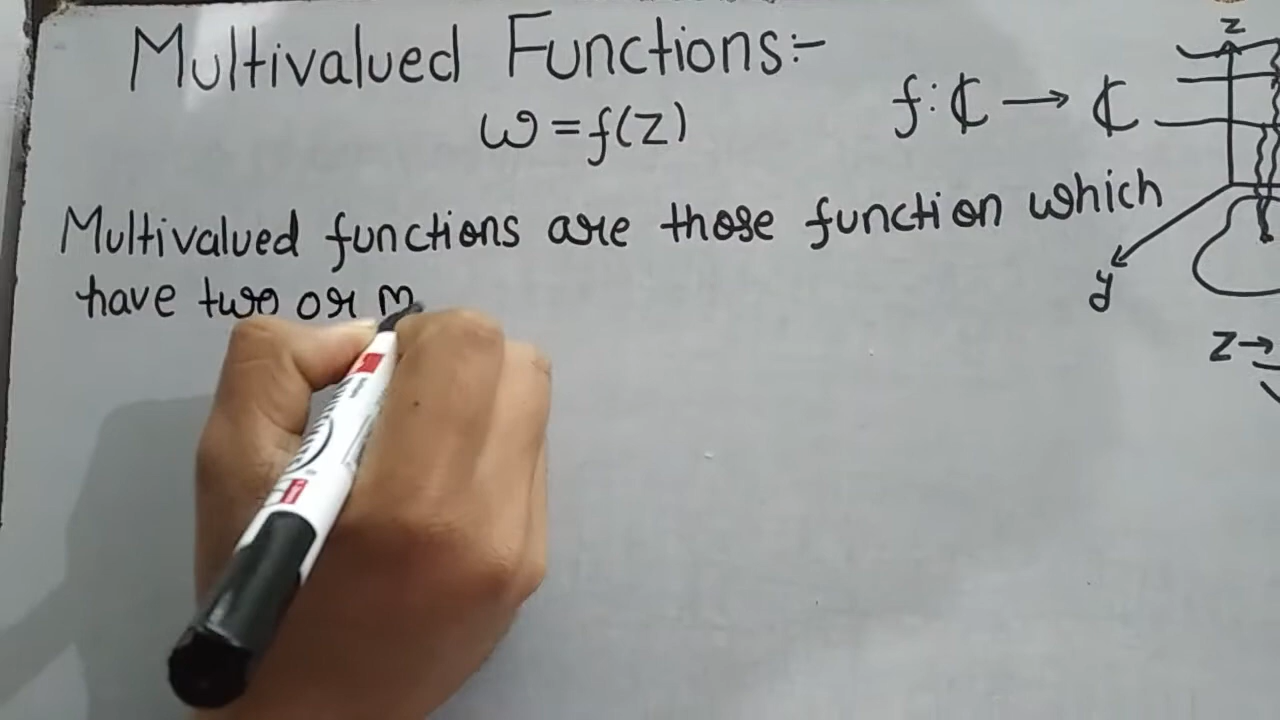 Multivalued Functions:-
ω = f(z)
f: ₵ → ₵
Multivalued functions are those function which
have two or m
z
y
z→